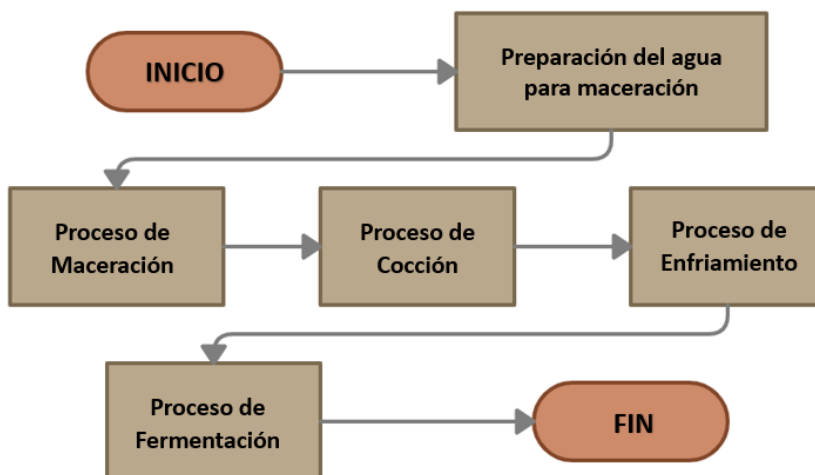 INICIO
Preparación del agua
para maceración
Proceso de
Maceración
Proceso de
Cocción
Proceso de
Enfriamiento
Proceso de
Fermentación
FIN